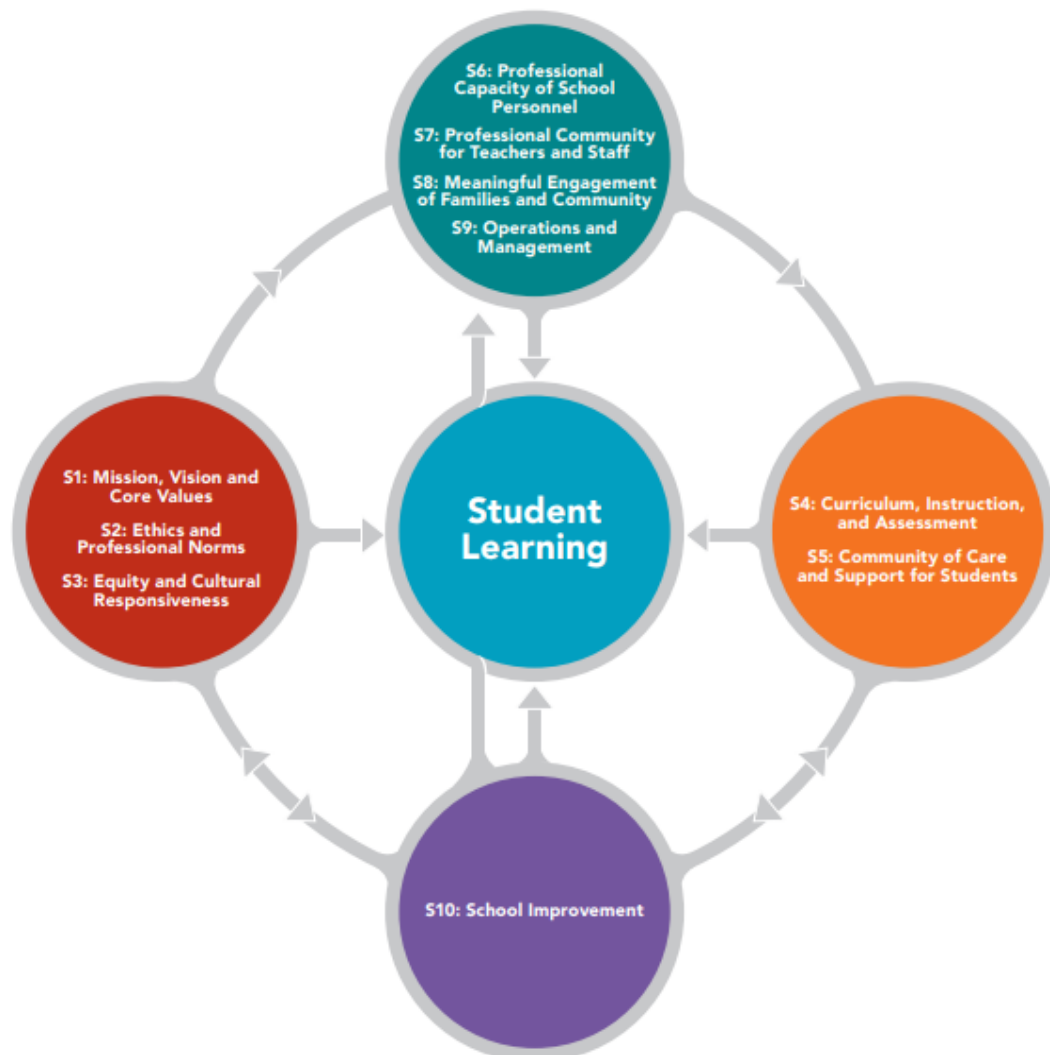 S6: Professional
Capacity of School
Personnel
S7: Professional Community
for Teachers and Staff
S8: Meaningful Engagement
of Families and Community
S9: Operations and
Management
S1: Mission, Vision and
Core Values
S2: Ethics and
Professional Norms
S3: Equity and Cultural
Responsiveness
Student
Learning
S4: Curriculum, Instruction,
and Assessment
S5: Community of Care
and Support for Students
S10: School Improvement